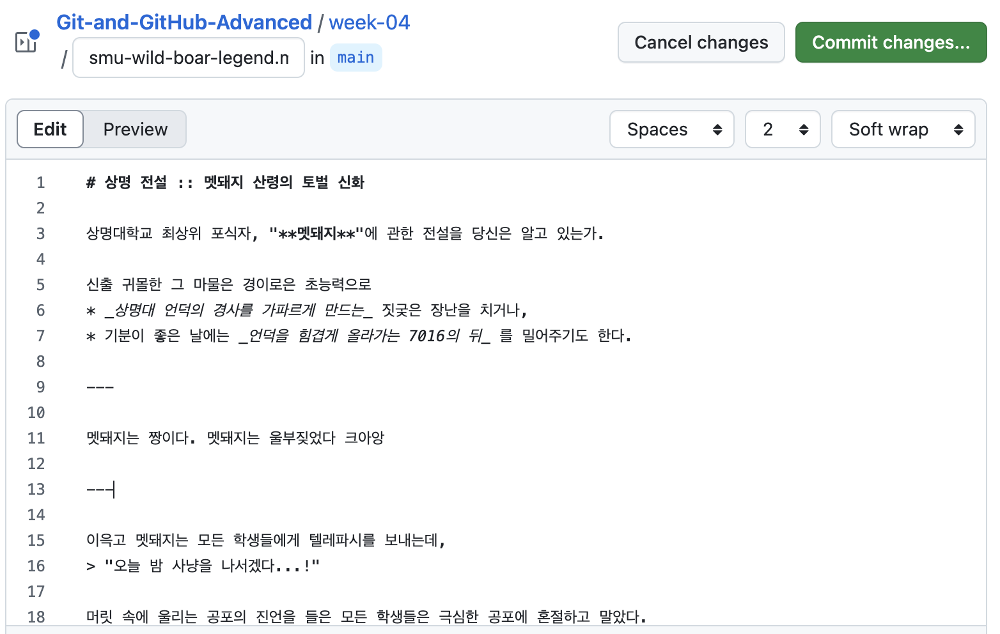 Git-and-GitHub-Advanced / week-04
/ smu-wild-boar-legend.m in main
Cancel changes
Commit changes...
Edit
Preview
Spaces
2
Soft wrap
1 # 상명 전설 :: 멧돼지 산령의 토벌 신화
2
3 상명대학교 최상위 포식자, "**멧돼지**"에 관한 전설을 당신은 알고 있는가.
4
5 신출 귀몰한 그 마물은 경이로은 초능력으로
6 * _상명대 언덕의 경사를 가파르게 만드는_ 짓궂은 장난을 치거나,
7 * 기분이 좋은 날에는 _언덕을 힘겹게 올라가는 7016의 뒤_ 를 밀어주기도 한다.
8
9 ---
10
11 멧돼지는 짱이다. 멧돼지는 울부짖었다 크아앙
12
13 ---
14
15 이윽고 멧돼지는 모든 학생들에게 텔레파시를 보내는데,
16 > "오늘 밤 사냥을 나서겠다...!"
17
18 머릿 속에 울리는 공포의 진언을 들은 모든 학생들은 극심한 공포에 혼절하고 말았다.